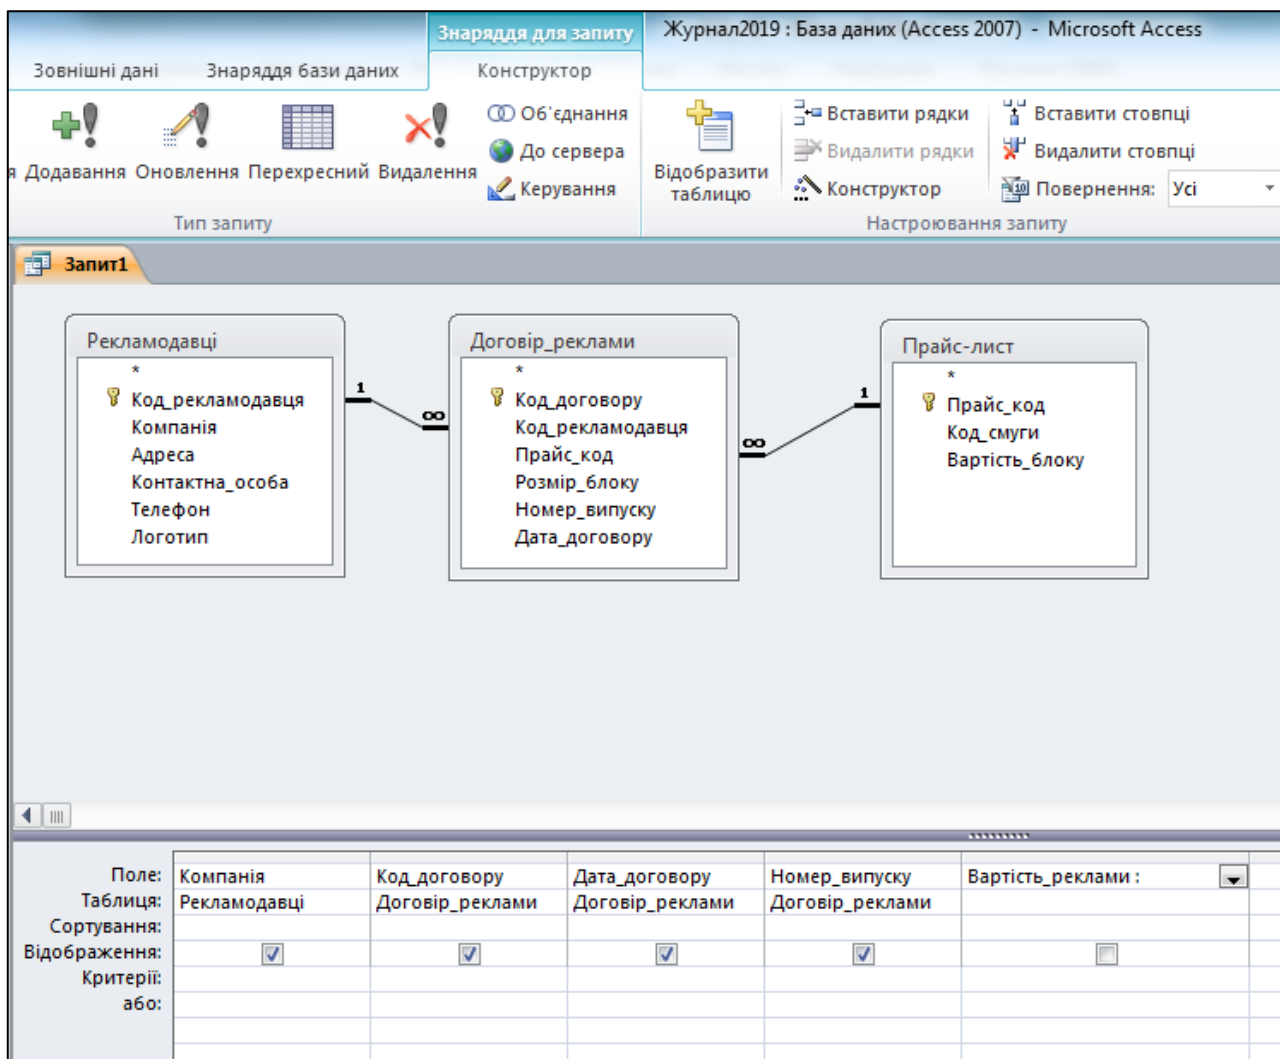 Знаряддя для запиту
Журнал2019 : База даних (Access 2007) - Microsoft Access
Зовнішні дані
Знаряддя бази даних
Конструктор
я Додавання Оновлення Перехресний Видалення
Об'єднання
До сервера
Керування
Тип запиту
Відобразити
таблицю
Вставити рядки
Видалити рядки
Конструктор
Вставити стовпці
Видалити стовпці
Повернення: Усі
Настроювання запиту
Запит1
Рекламодавці
*
Код_рекламодавця
Компанія
Адреса
Контактна_особа
Телефон
Логотип
1
∞
Договір_реклами
*
Код_договору
Код_рекламодавця
Прайс_код
Розмір_блоку
Номер_випуску
Дата_договору
∞
1
Прайс-лист
*
Прайс_код
Код_смуги
Вартість_блоку
Поле: Компанія Код_договору Дата_договору Номер_випуску Вартість_реклами :
Таблиця: Рекламодавці Договір_реклами Договір_реклами Договір_реклами
Сортування:
Відображення:
Критерії:
або: